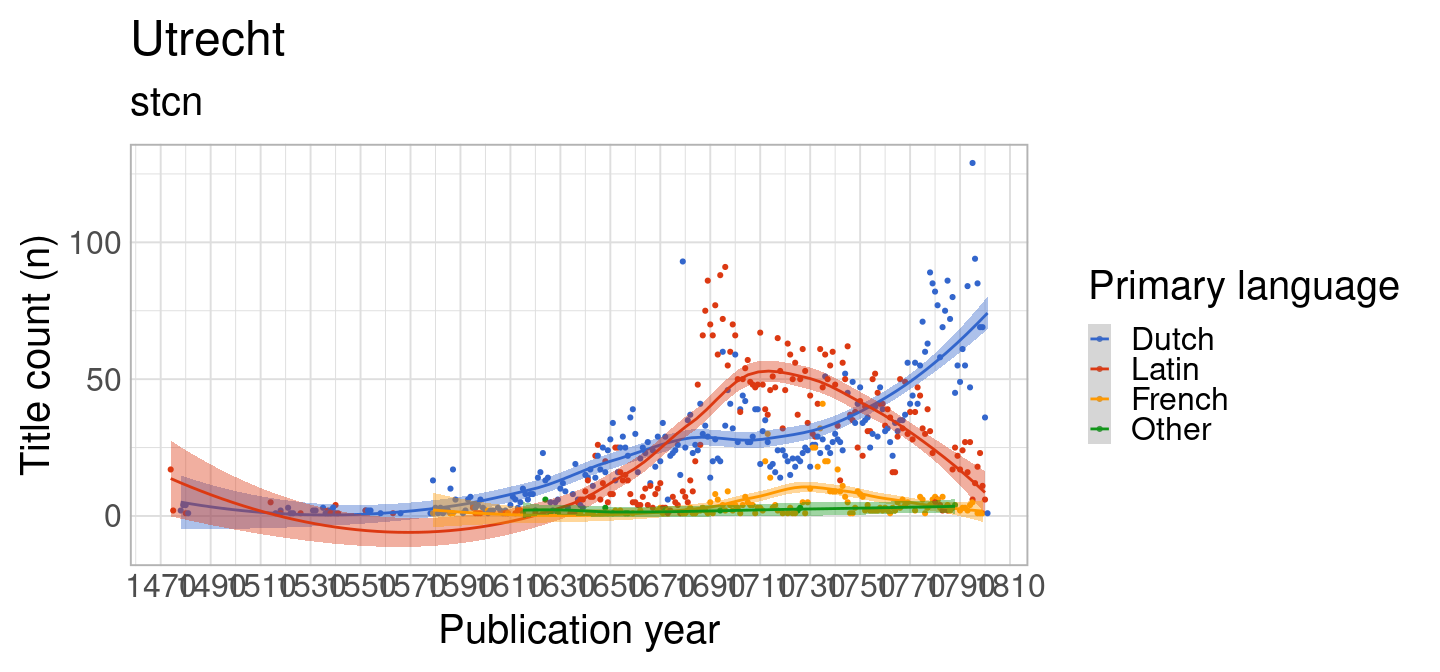 Utrecht
stcn
Title count (n)
100
50
0
1470 1490 1510 1530 1550 1570 1590 1610 1630 1650 1670 1690 1710 1730 1750 1770 1790 1810
Publication year
Primary language
Dutch
Latin
French
Other